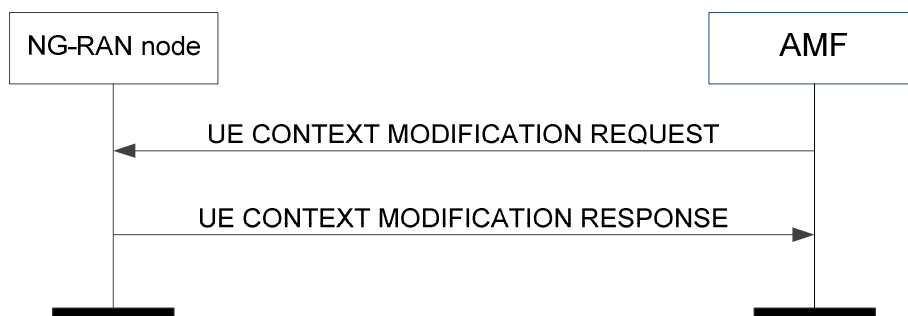 NG-RAN node
AMF
UE CONTEXT MODIFICATION REQUEST
UE CONTEXT MODIFICATION RESPONSE